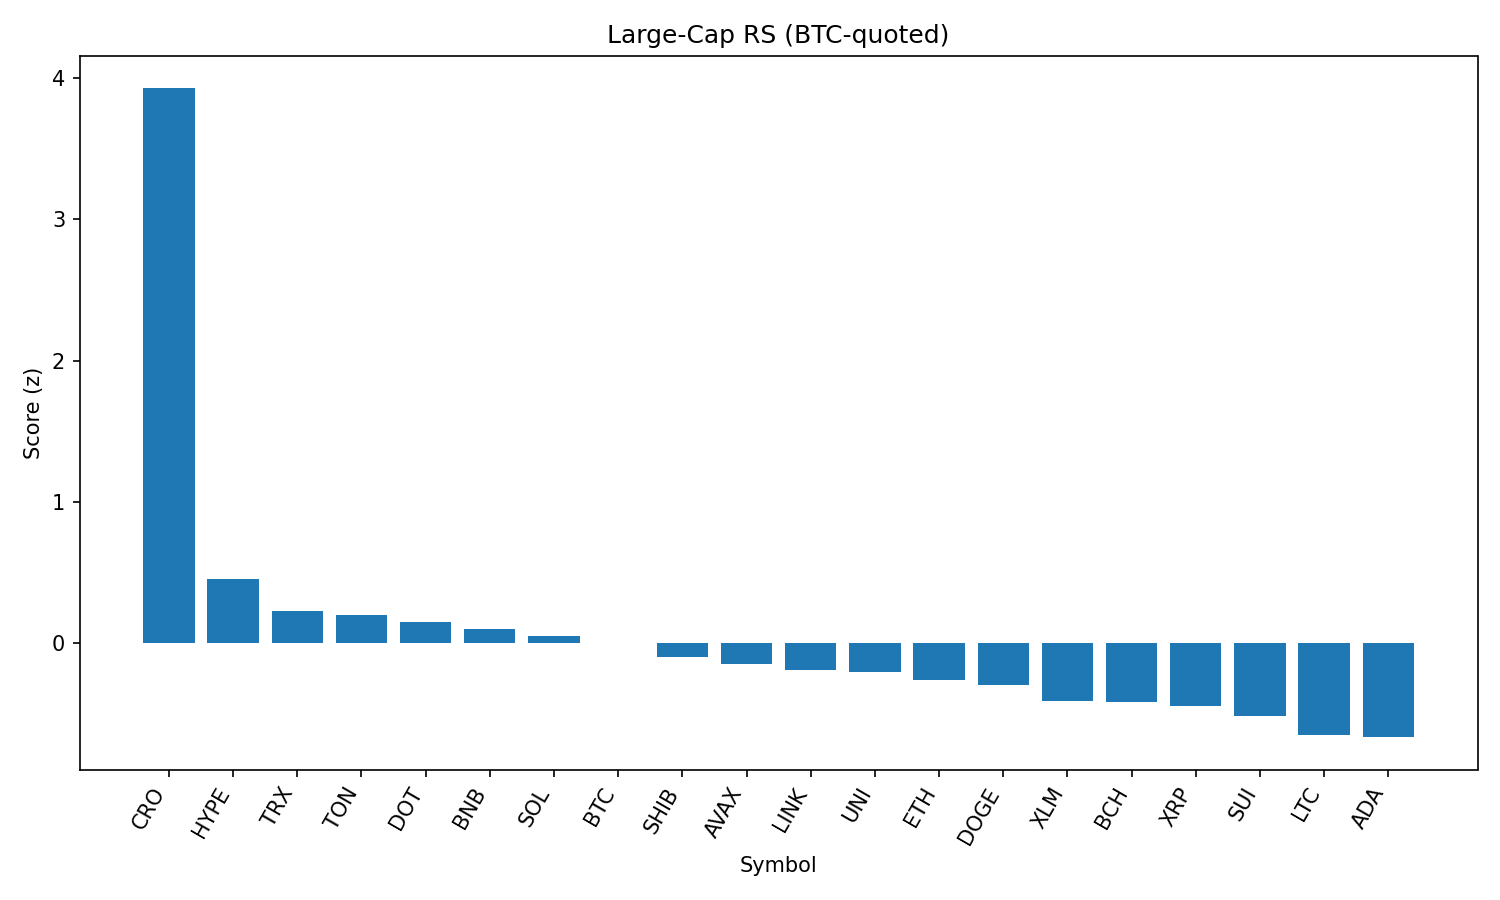 Large-Cap RS (BTC-quoted)
Score (z)
4
3
2
1
0
CRO
HYPE
TRX
TON
DOT
BNB
SOL
BTC
SHIB
AVAX
LINK
UNI
ETH
DOGE
XLM
BCH
XRP
SUI
LTC
ADA
Symbol